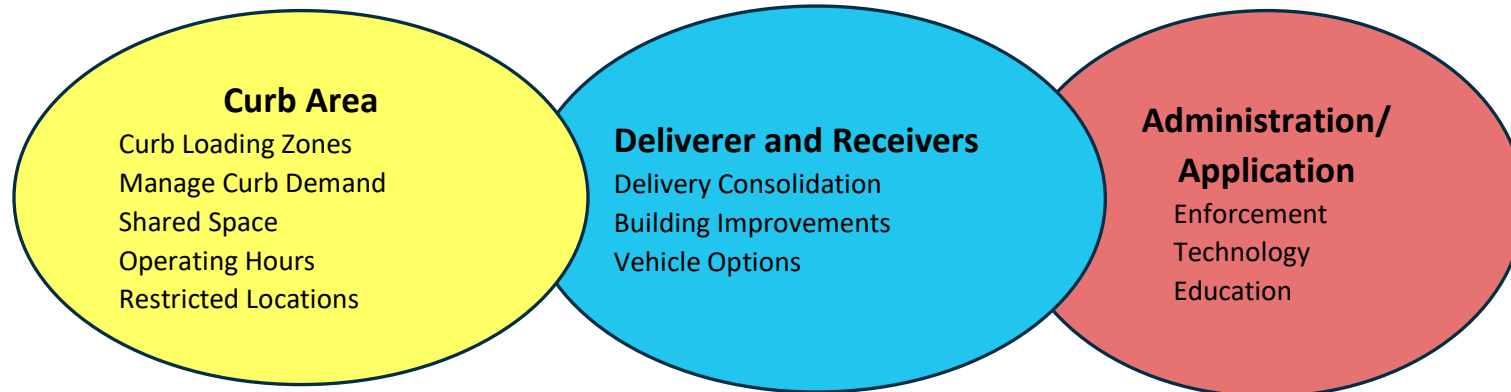 Curb Area
Curb Loading Zones
Manage Curb Demand
Shared Space
Operating Hours
Restricted Locations
Deliverer and Receivers
Delivery Consolidation
Building Improvements
Vehicle Options
Administration/
Application
Enforcement
Technology
Education